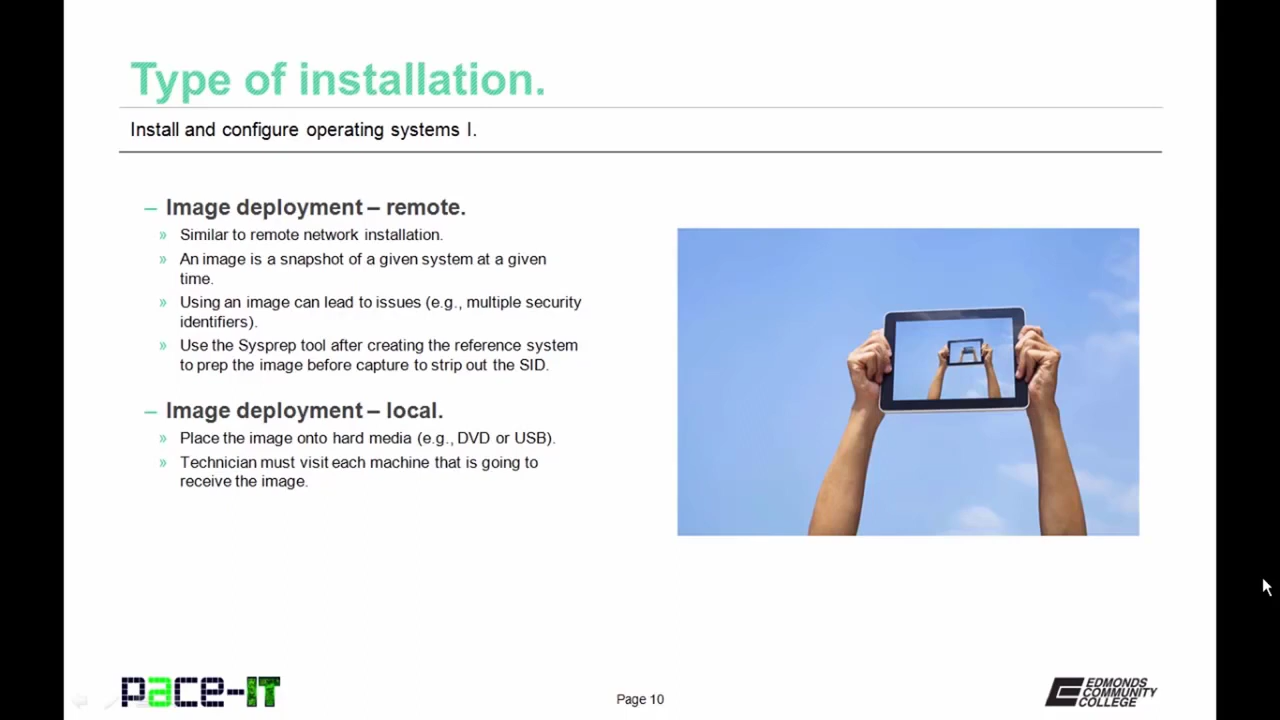 Type of installation.
Install and configure operating systems I.
– Image deployment – remote.
» Similar to remote network installation.
» An image is a snapshot of a given system at a given
time.
» Using an image can lead to issues (e.g., multiple security
identifiers).
» Use the Sysprep tool after creating the reference system
to prep the image before capture to strip out the SID.
– Image deployment – local.
» Place the image onto hard media (e.g., DVD or USB).
» Technician must visit each machine that is going to
receive the image.
pace-IT
Page 10
EDMONDS
COMMUNITY
COLLEGE